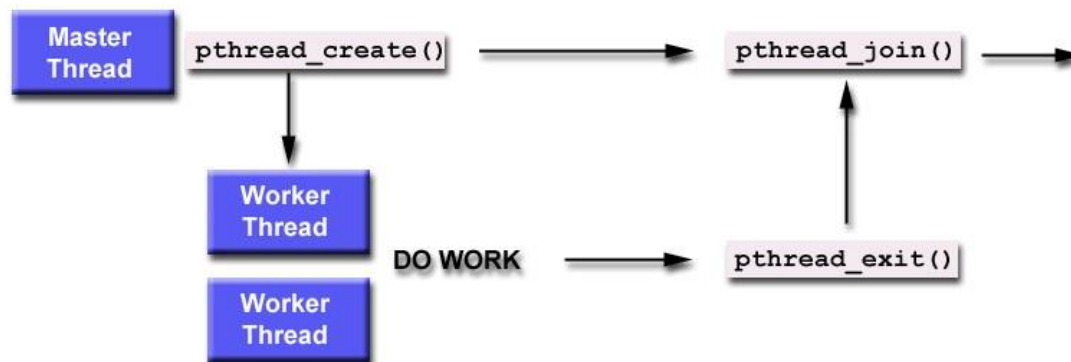 Master
Thread
pthread_create()
pthread_join()
Worker
Thread
DO WORK
pthread_exit()
Worker
Thread